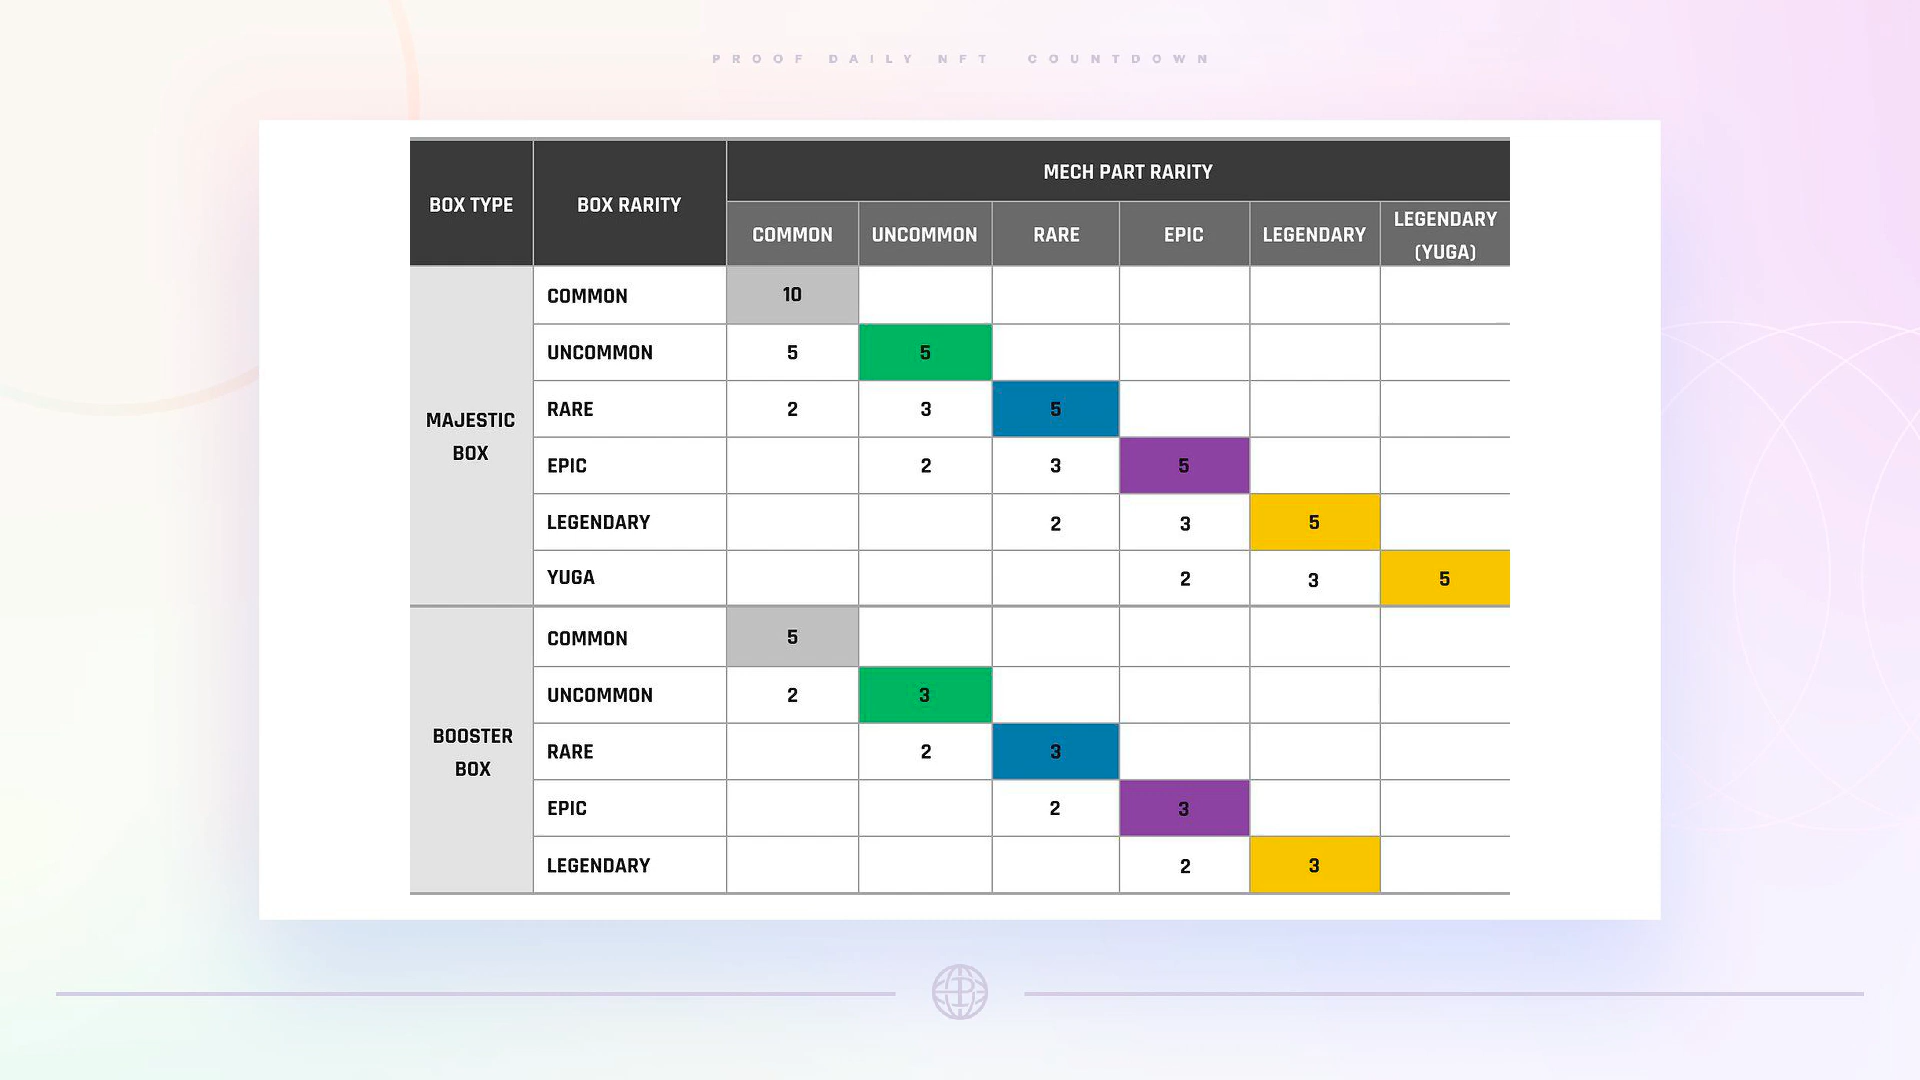 PROOF DAILY NFT COUNTDOWN
BOX TYPE BOX RARITY MECH PART RARITY
COMMON UNCOMMON RARE EPIC LEGENDARY LEGENDARY
(YUGA)
MAJESTIC
BOX
COMMON 10
UNCOMMON 5 5
RARE 2 3 5
EPIC 2 3 5
LEGENDARY 2 3 5
YUGA 2 3 5
BOOSTER
BOX
COMMON 5
UNCOMMON 2 3
RARE 2 3
EPIC 2 3
LEGENDARY 2 3
P